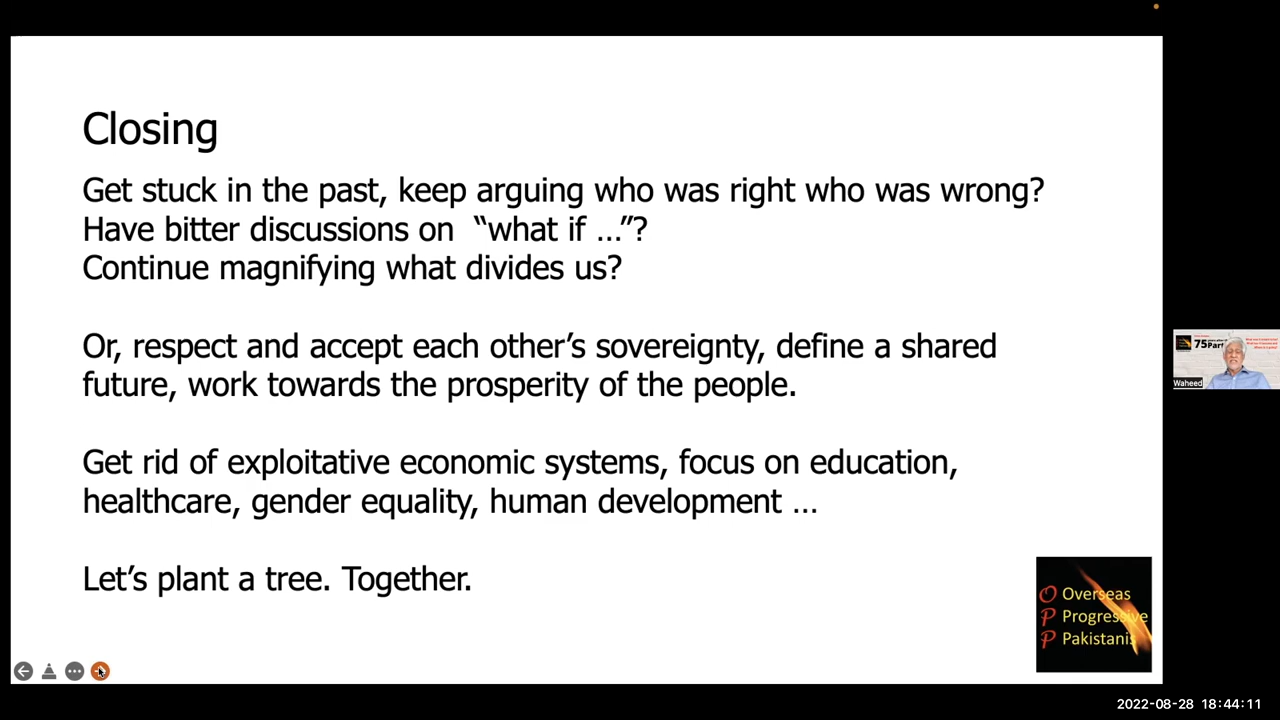 Closing
Get stuck in the past, keep arguing who was right who was wrong?
Have bitter discussions on  “what if ...”?
Continue magnifying what divides us?
Or, respect and accept each other’s sovereignty, define a shared
future, work towards the prosperity of the people.
Get rid of exploitative economic systems, focus on education,
healthcare, gender equality, human development ...
Let’s plant a tree. Together.
O Overseas
P Progressive
P Pakistanis
75
Part
Waheed
2022-08-28 18:44:11